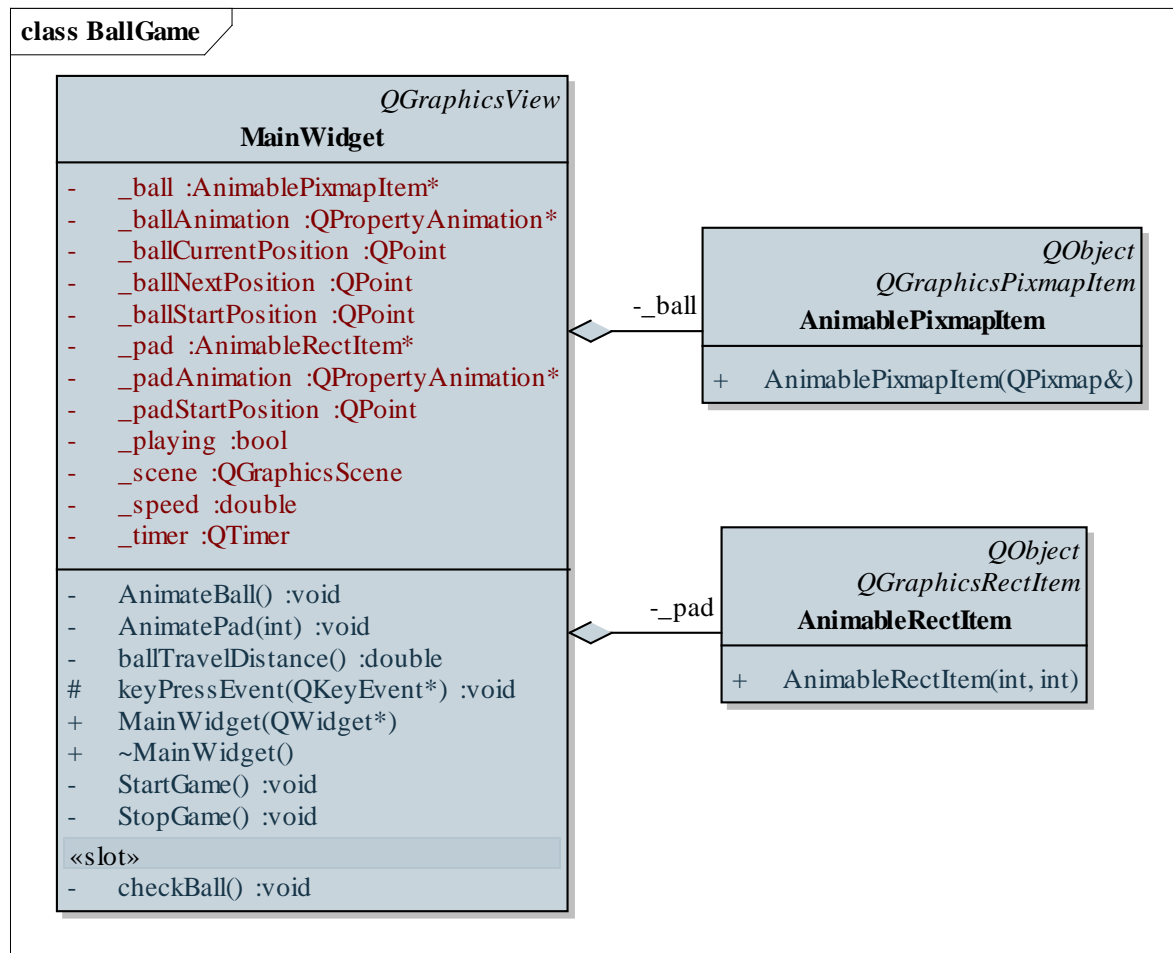 class BallGame
QGraphicsView
MainWidget
- _ball :AnimablePixmapItem*
- _ballAnimation :QPropertyAnimation*
- _ballCurrentPosition :QPoint
- _ballNextPosition :QPoint
- _ballStartPosition :QPoint
- _pad :AnimableRectItem*
- _padAnimation :QPropertyAnimation*
- _padStartPosition :QPoint
- _playing :bool
- _scene :QGraphicsScene
- _speed :double
- _timer :QTimer
- AnimateBall() :void
- AnimatePad(int) :void
- ballTravelDistance() :double
# keyPressEvent(QKeyEvent*) :void
+ MainWidget(QWidget*)
+ ~MainWidget()
- StartGame() :void
- StopGame() :void
«slot»
- checkBall() :void
-_ball
QObject
QGraphicsPixmapItem
AnimablePixmapItem
+ AnimablePixmapItem(QPixmap&)
-_pad
QObject
QGraphicsRectItem
AnimableRectItem
+ AnimableRectItem(int, int)